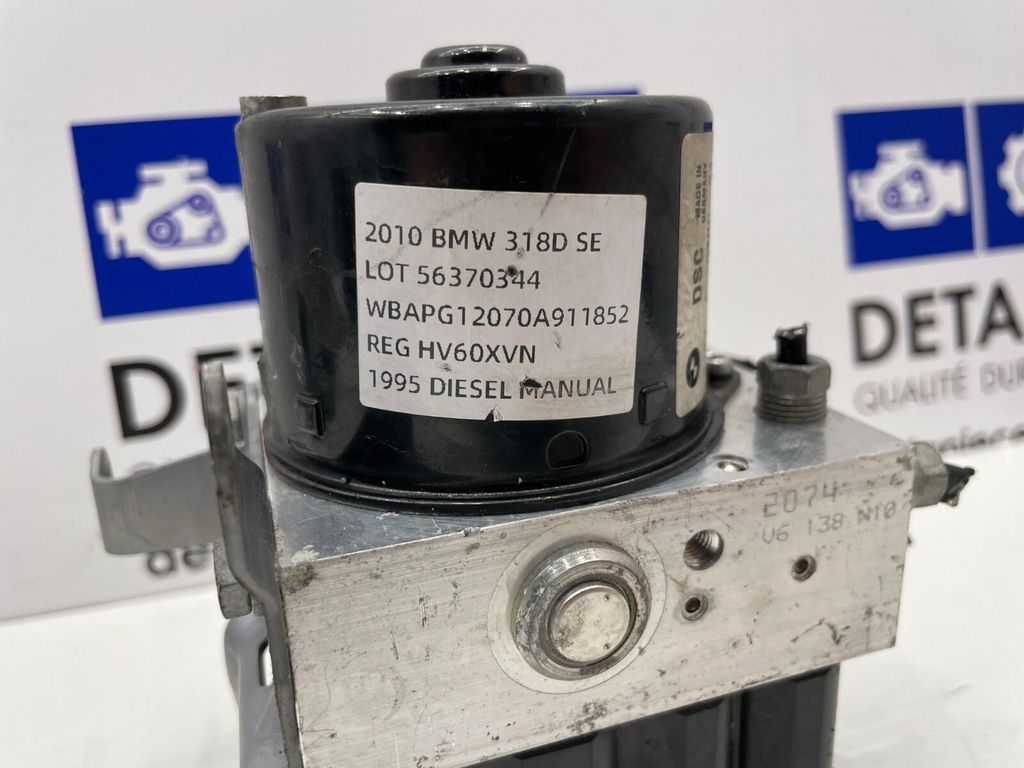 2010 BMW 318D SE
LOT 56370344
WBAPG12070A911852
REG HV60XVN
1995 DIESEL MANUAL
DSC
MADE IN
GERMANY
2074
V6 138 N10
DETA
QUALITÉ DUR
DET